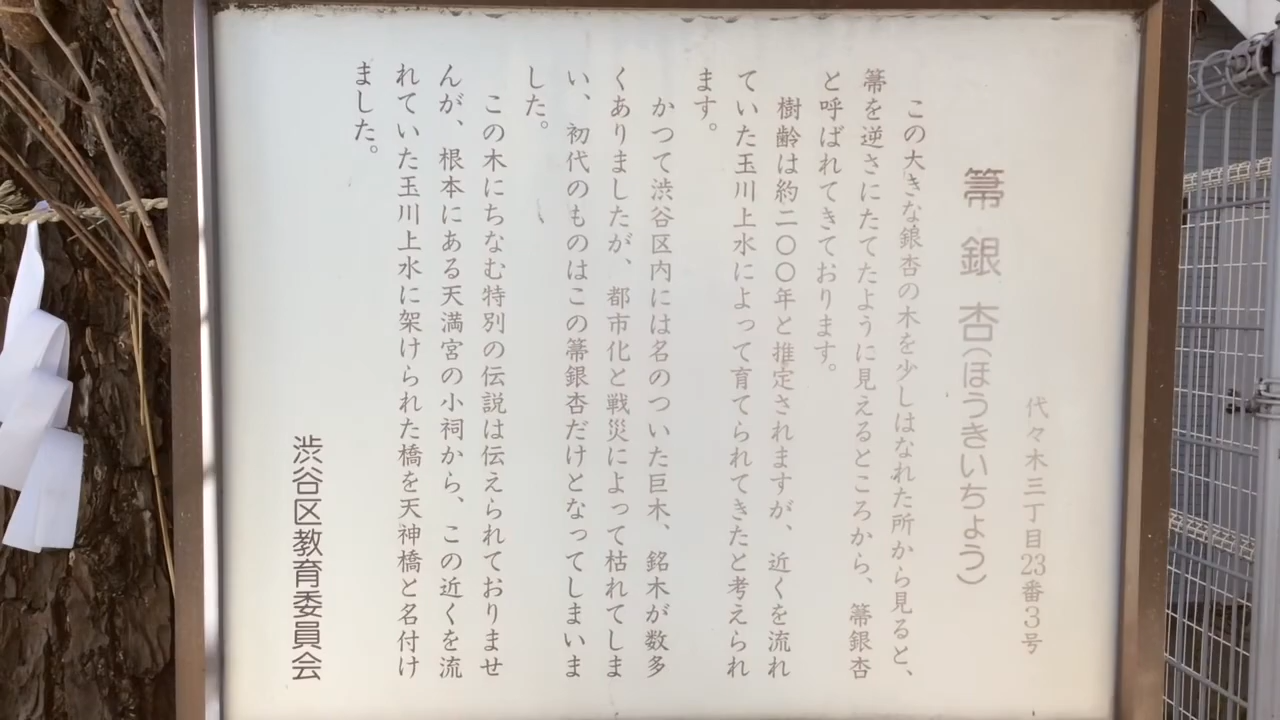 代々木三丁目23番3号
箒銀杏(ほうきいちょう)
この大きな銀杏の木を少しはなれた所から見ると、
箒を逆さにたてたように見えるところから、箒銀杏
と呼ばれてきております。
樹齢は約二〇〇年と推定されますが、近くを流れ
ていた玉川上水によって育てられてきたと考えられ
ます。
かつて渋谷区内には名のついた巨木、銘木が数多
くありましたが、都市化と戦災によって枯れてしま
い、初代のものはこの箒銀杏だけとなってしまいま
した。
この木にちなむ特別の伝説は伝えられておりませ
んが、根本にある天満宮の小祠から、この近くを流
れていた玉川上水に架けられた橋を天神橋と名付け
ました。
渋谷区教育委員会